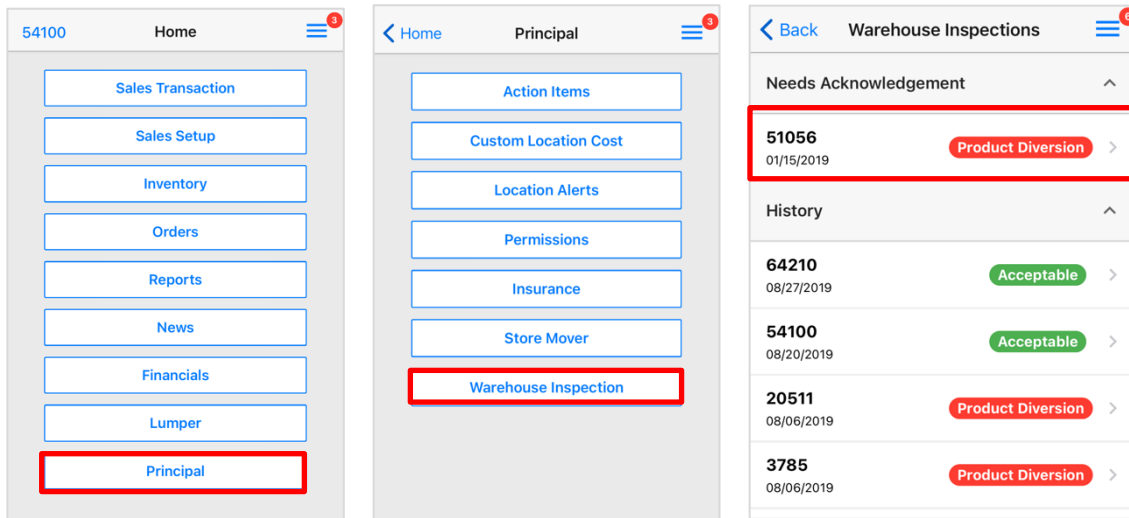 54100
Home
3
Sales Transaction
Sales Setup
Inventory
Orders
Reports
News
Financials
Lumper
Principal
Home
Principal
3
Action Items
Custom Location Cost
Location Alerts
Permissions
Insurance
Store Mover
Warehouse Inspection
Back
Warehouse Inspections
6
Needs Acknowledgement
51056
Product Diversion
01/15/2019
History
64210
Acceptable
08/27/2019
54100
Acceptable
08/20/2019
20511
Product Diversion
08/06/2019
3785
Product Diversion
08/06/2019